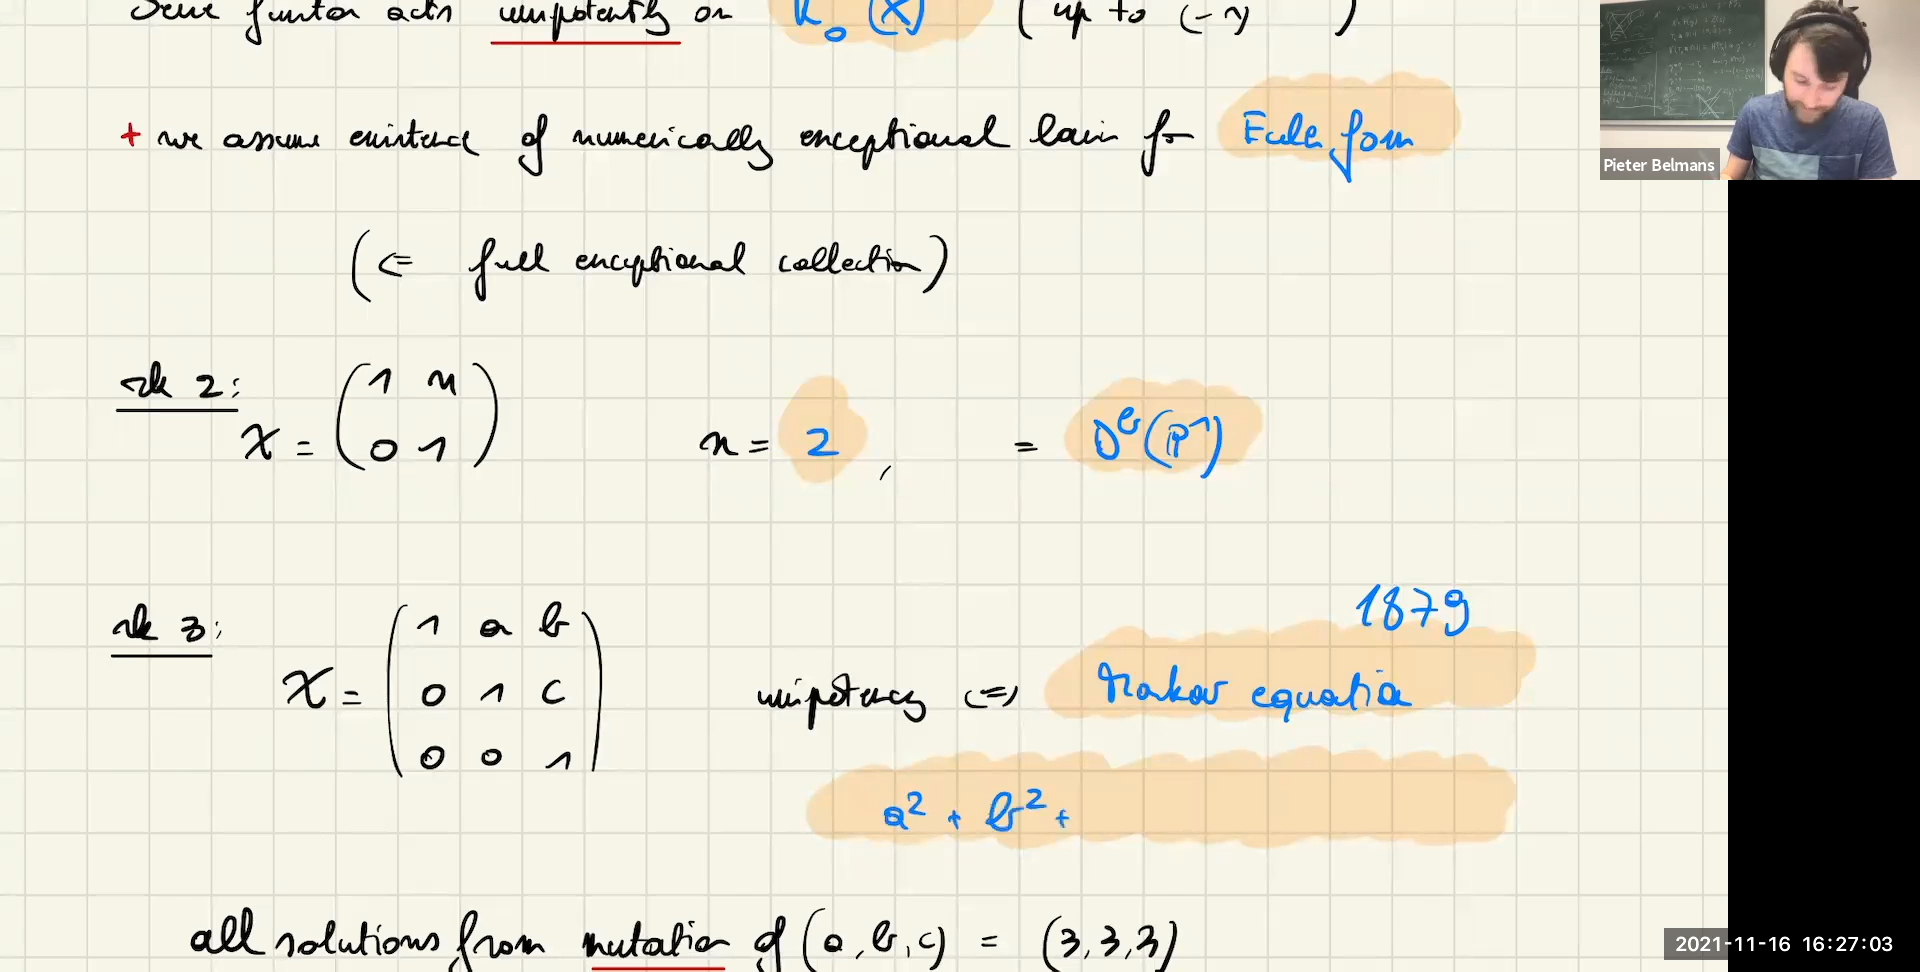 Serre functor acts unipotently on K₀(X) (up to (-1) )
Pieter Belmans
+ we assume existence of numerically exceptional basis for Euler form
(⇐ full exceptional collection)
rk 2:
χ = ( 1 n
0 1 )
n = 2 , = Dᵇ(P¹)
1879
rk 3:
χ = ( 1 a b
0 1 c
0 0 1 )
unipotency ⇔ Markov equation
a² + b² +
all solutions from mutation of (a, b, c) = (3, 3, 3)
2021-11-16 16:27:03